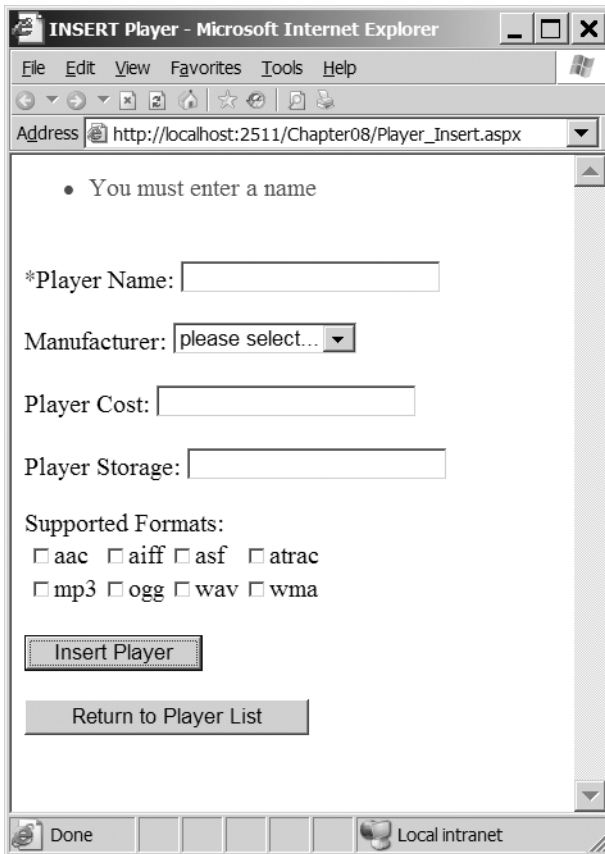 INSERT Player - Microsoft Internet Explorer
File Edit View Favorites Tools Help
Address http://localhost:2511/Chapter08/Player_Insert.aspx
• You must enter a name
*Player Name:
Manufacturer: please select...
Player Cost:
Player Storage:
Supported Formats:
aac aiff asf atrac
mp3 ogg wav wma
Insert Player
Return to Player List
Done Local intranet